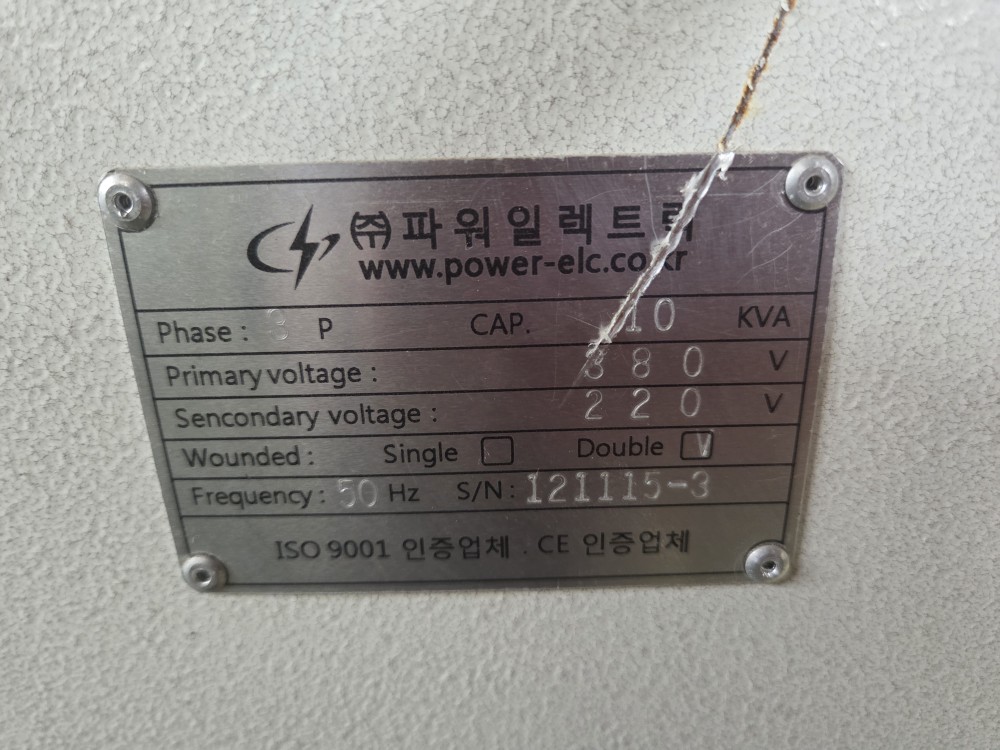 ㈜파워일렉트릭
www.power-elc.co.kr
Phase : 3 P CAP. 10 KVA
Primary voltage : 380 V
Sencondary voltage : 220 V
Wounded : Single Double V
Frequency : 50 Hz S/N : 121115-3
ISO 9001 인증업체 . CE 인증업체